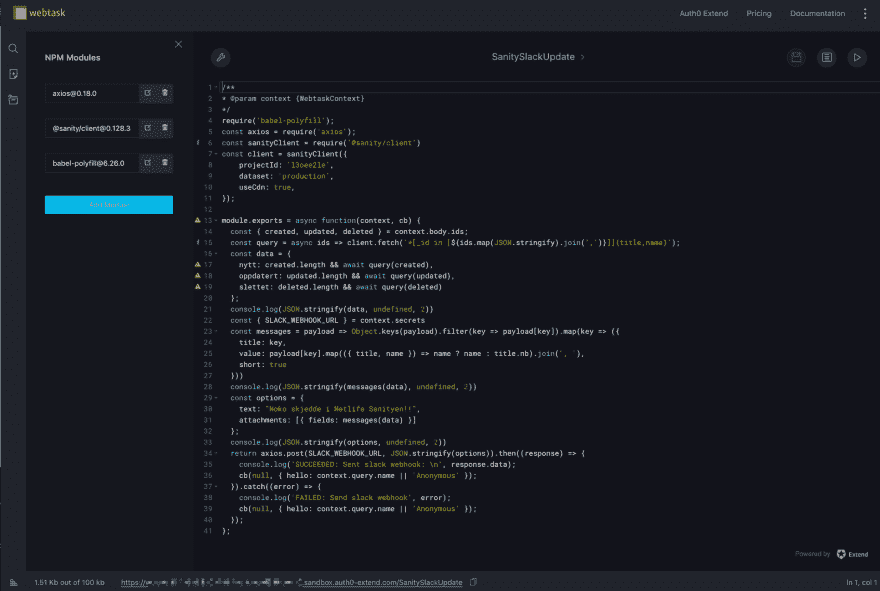 webtask
Auth0 Extend Pricing Documentation
NPM Modules
SanitySlackUpdate
axios@0.18.0
@sanity/client@0.128.3
babel-polyfill@6.26.0
1 /**
2 * @param context {WebtaskContext}
3 */
4 require('babel-polyfill');
5 const axios = require('axios');
6 const sanityClient = require('@sanity/client')
7 const client = sanityClient({
8 projectId: '13oee2le',
9 dataset: 'production',
10 useCdn: true,
11 });
12
13 module.exports = async function(context, cb) {
14 const { created, updated, deleted } = context.body.ids;
15 const query = async ids => client.fetch(`*[_id in [${ids.map(JSON.stringify).join(',')}]]{title,name}`);
16 const data = {
17 nytt: created.length && await query(created),
18 oppdatert: updated.length && await query(updated),
19 slettet: deleted.length && await query(deleted)
20 };
21 console.log(JSON.stringify(data, undefined, 2))
22 const { SLACK_WEBHOOK_URL } = context.secrets
23 const messages = payload => Object.keys(payload).filter(key => payload[key]).map(key => ({
24 title: key,
25 value: payload[key].map(({ title, name }) => name ? name : title.nb).join(', '),
26 short: true
27 }))
28 console.log(JSON.stringify(messages(data), undefined, 2))
29 const options = {
30 text: "Noko skjedde i Netlife Sanityen!!",
31 attachments: [{ fields: messages(data) }]
32 };
33 console.log(JSON.stringify(options, undefined, 2))
34 return axios.post(SLACK_WEBHOOK_URL, JSON.stringify(options)).then((response) => {
35 console.log('SUCCEEDED: Sent slack webhook: \n', response.data);
36 cb(null, { hello: context.query.name || 'Anonymous' });
37 }).catch((error) => {
38 console.log('FAILED: Send slack webhook', error);
39 cb(null, { hello: context.query.name || 'Anonymous' });
40 });
41 };
Powered by Extend
1.51 Kb out of 100 kb https:// .sandbox.auth0-extend.com/SanitySlackUpdate ln 1, col 1